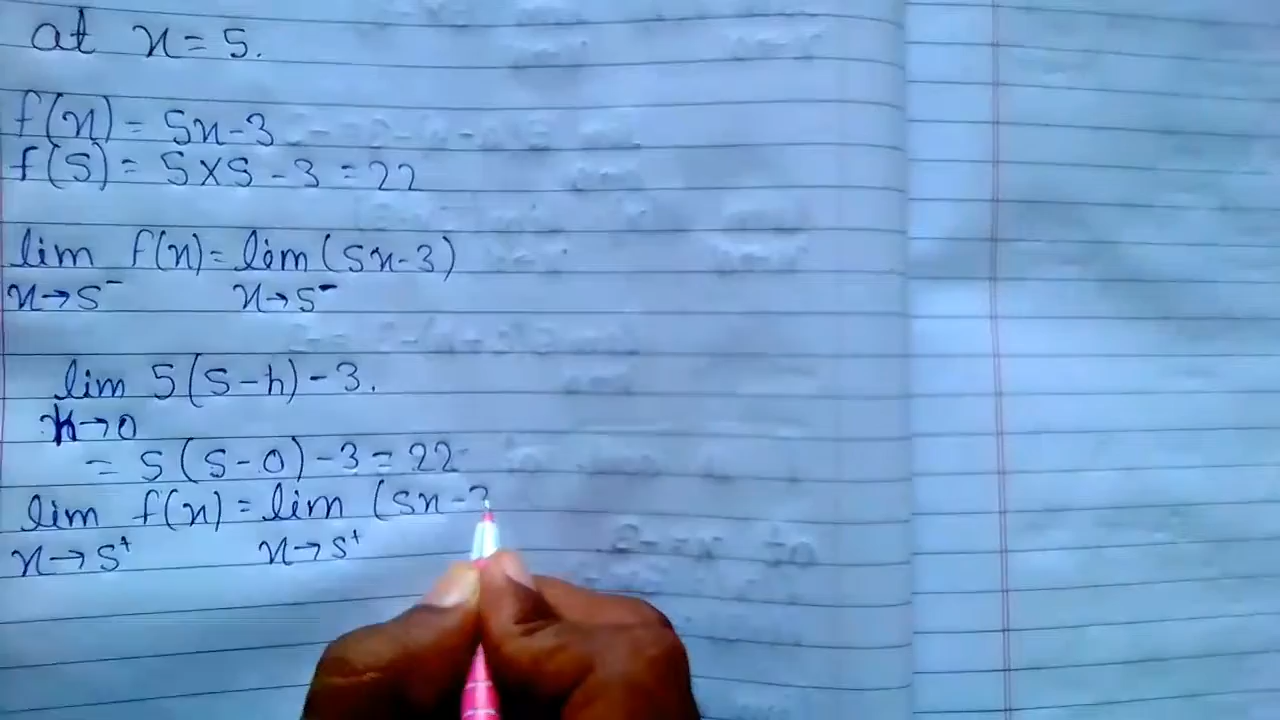 at x = 5.
f(x) = 5x-3
f(5) = 5×5 - 3 = 22
lim f(x) = lim (5x-3)
x→5⁻ x→5⁻
lim 5(5-h) - 3.
h→0
= 5(5-0) - 3 = 22
lim f(x) = lim (5x-3
x→5⁺ x→5⁺